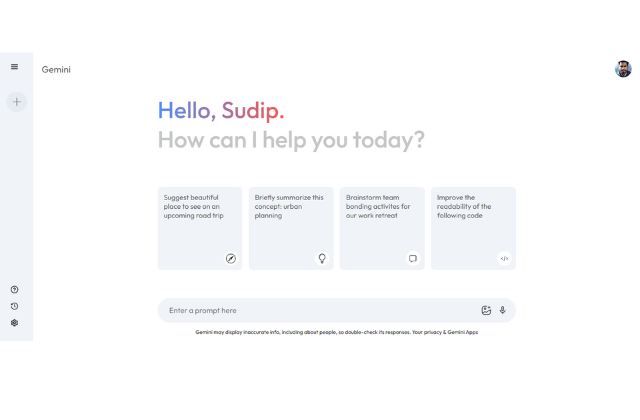 Gemini
Hello, Sudip.
How can I help you today?
Suggest beautiful
place to see on an
upcoming road trip
Briefly summarize this
concept: urban
planning
Brainstorm team
bonding activites for
our work retreat
Improve the
readability of the
following code
Enter a prompt here
Gemini may display inaccurate info, including about people, so double-check its responses. Your privacy & Gemini Apps